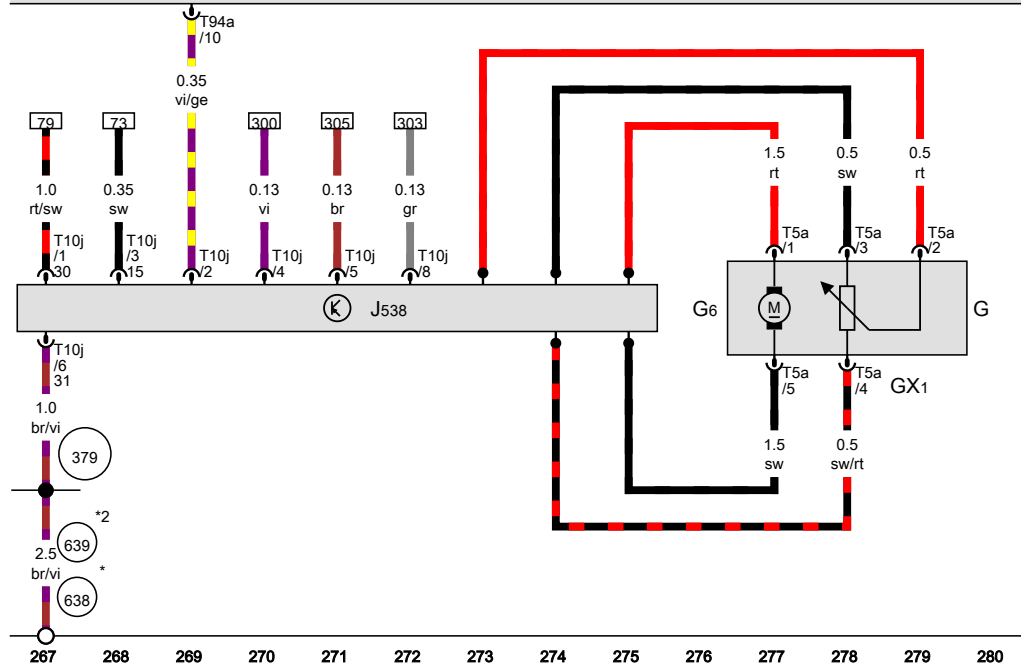 T94a
/10
0.35
vi/ge
79
73
300
305
303
1.0
rt/sw
0.35
sw
0.13
vi
0.13
br
0.13
gr
1.5
rt
0.5
sw
0.5
rt
T10j
/1
30
T10j
/3
15
T10j
/2
T10j
/4
T10j
/5
T10j
/8
T5a
/1
T5a
/3
T5a
/2
J538
G6
M
G
T10j
/6
31
T5a
/5
T5a
/4
GX1
1.0
br/vi
379
1.5
sw
0.5
sw/rt
*2
639
2.5
br/vi
*
638
267 268 269 270 271 272 273 274 275 276 277 278 279 280